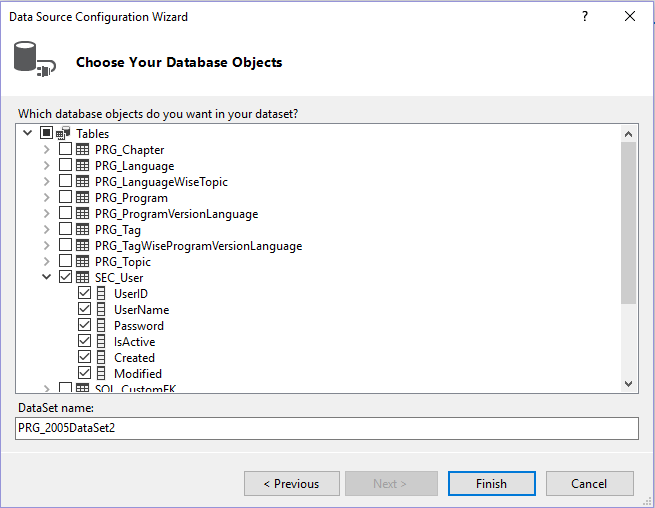 Data Source Configuration Wizard
?
Choose Your Database Objects
Which database objects do you want in your dataset?
Tables
PRG_Chapter
PRG_Language
PRG_LanguageWiseTopic
PRG_Program
PRG_ProgramVersionLanguage
PRG_Tag
PRG_TagWiseProgramVersionLanguage
PRG_Topic
SEC_User
UserID
UserName
Password
IsActive
Created
Modified
SQL_CustomFK
DataSet name:
PRG_2005DataSet2
< Previous Next > Finish Cancel